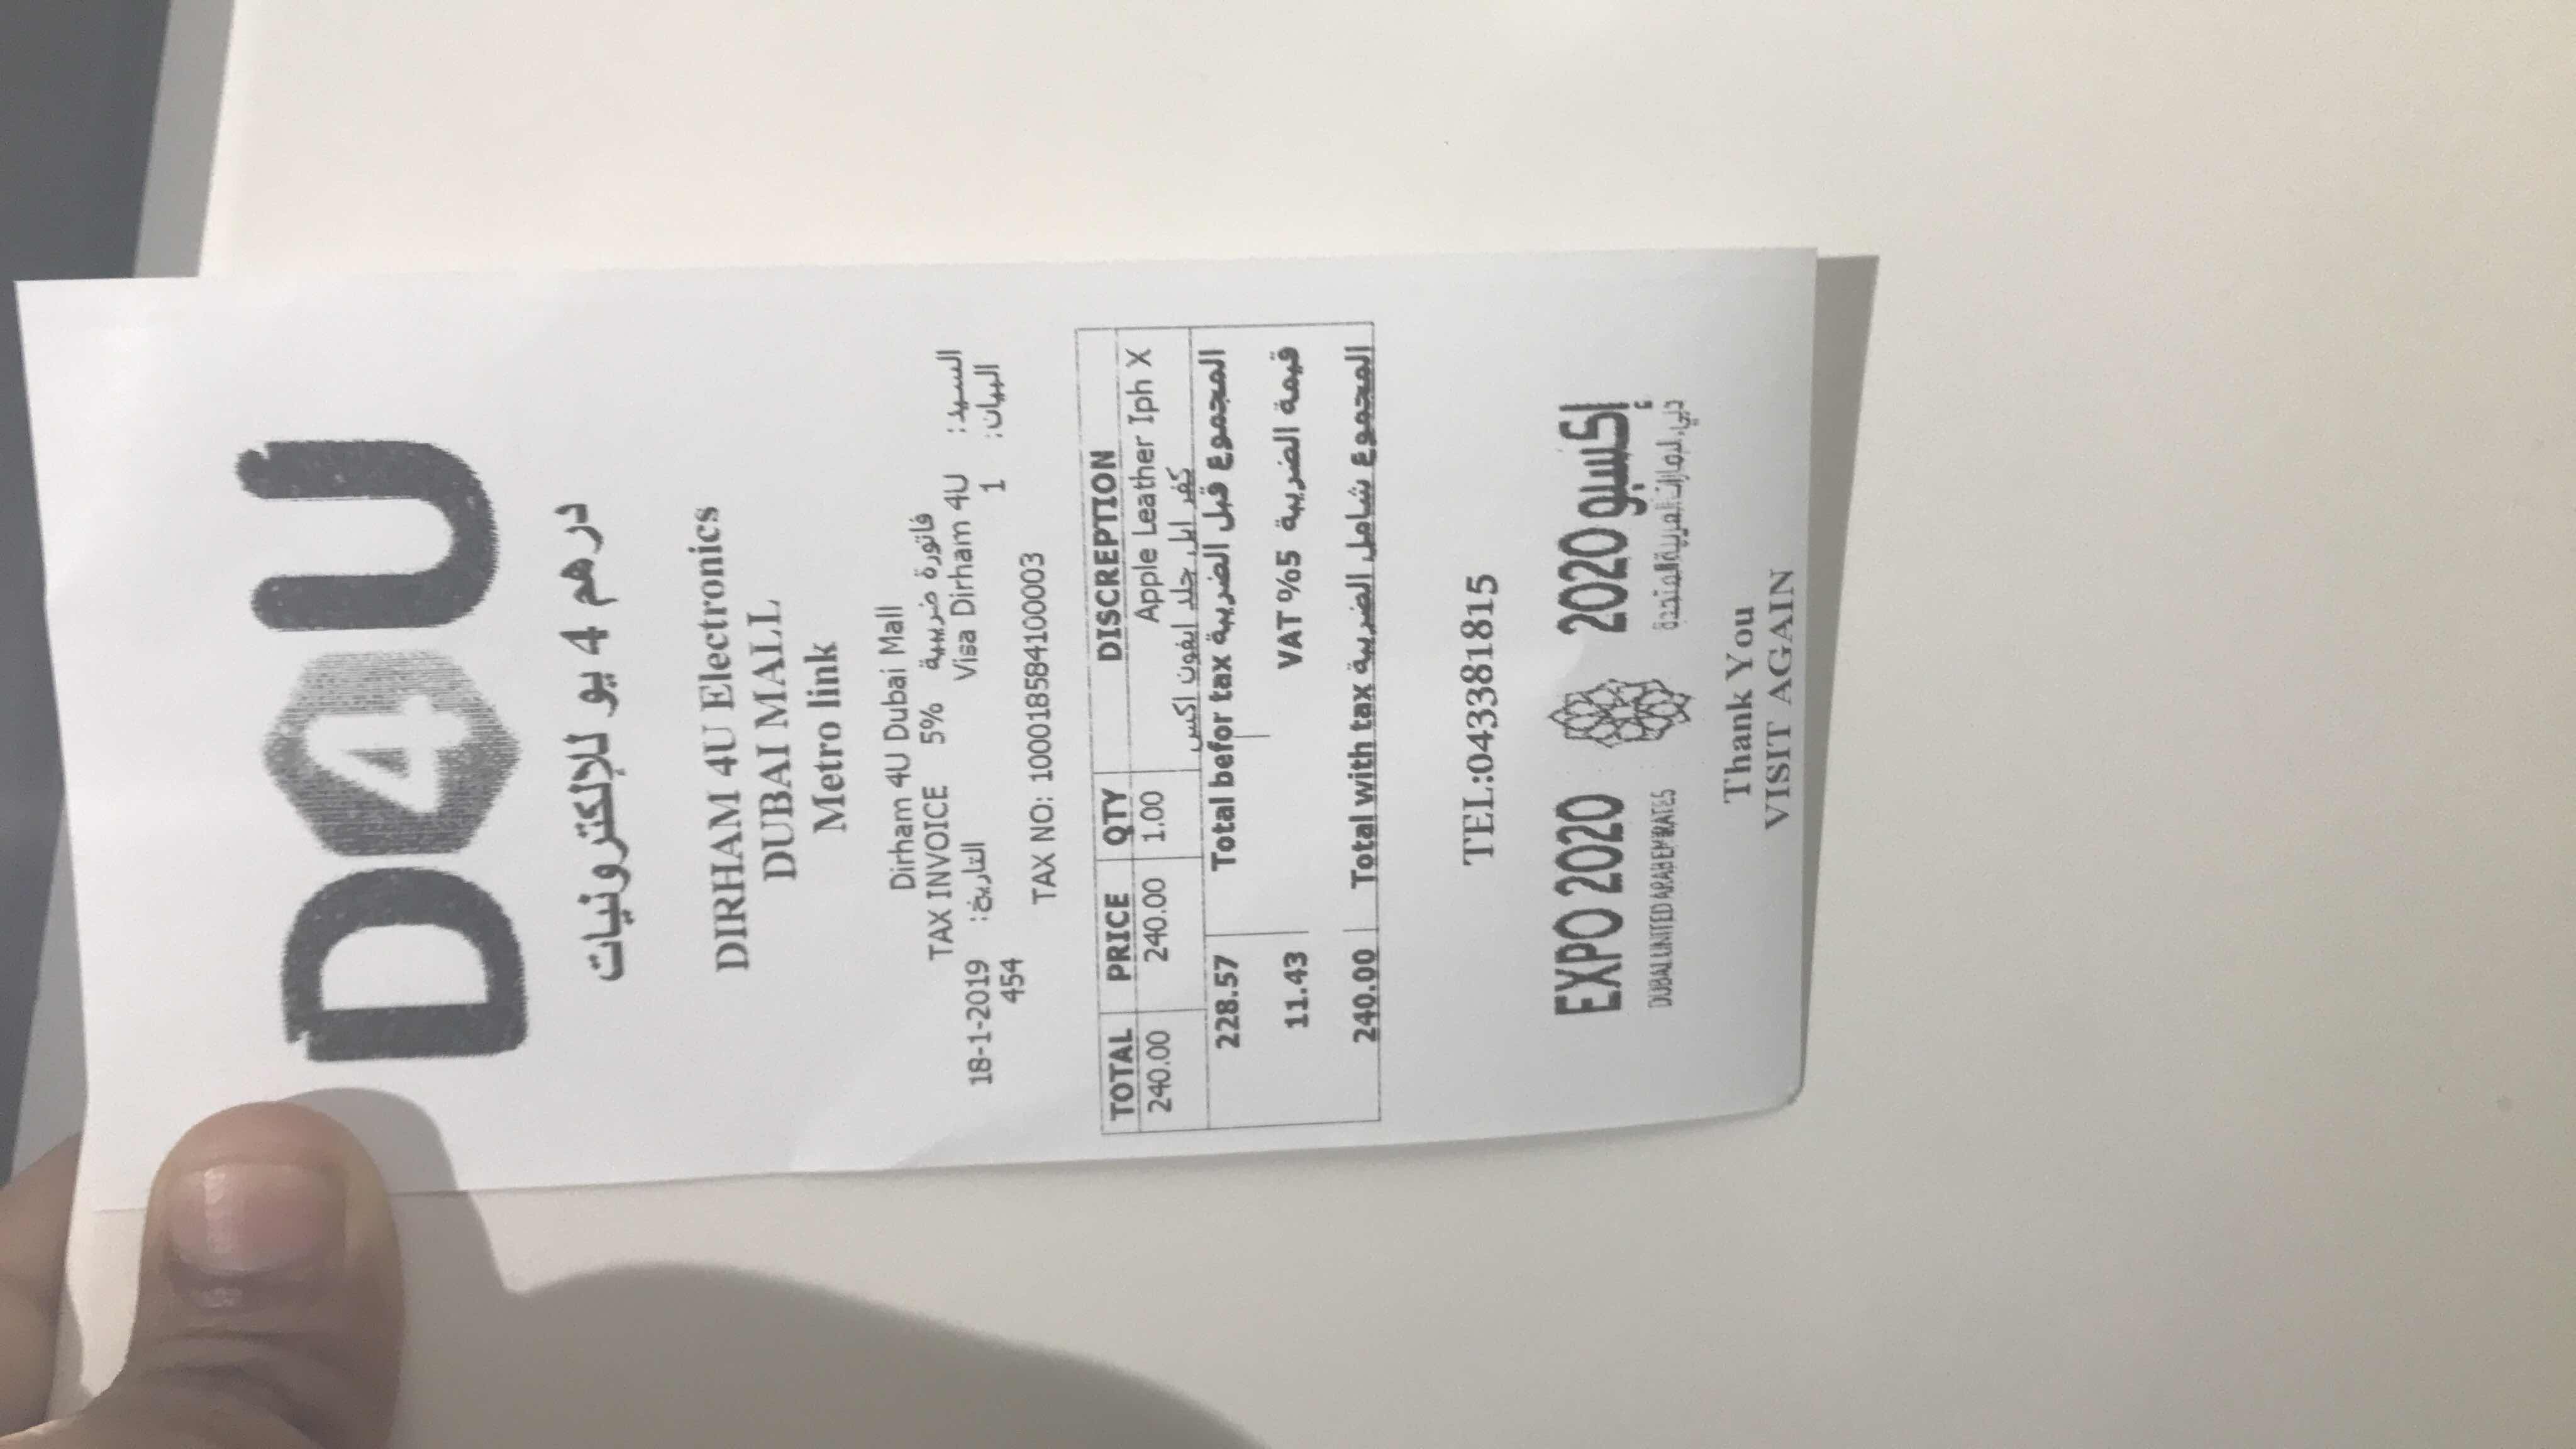 D4U
درهم 4 يو للإلكترونيات
DIRHAM 4U Electronics
DUBAI MALL
Metro link
Dirham 4U Dubai Mall
TAX INVOICE 5% فاتورة ضريبية
18-1-2019 التاريخ: Visa Dirham 4U السيد:
454 1 البيان:
TAX NO: 100018584100003
TOTAL PRICE QTY DISCREPTION
240.00 240.00 1.00 Apple Leather Iph X
كفر ابل جلد ايفون اكس
228.57 Total befor tax المجموع قبل الضريبة
11.43 VAT %5 قيمة الضريبة
240.00 Total with tax المجموع شامل الضريبة
TEL:043381815
EXPO 2020 إكسبو 2020
DUBAI, UNITED ARAB EMIRATES دبي، الإمارات العربية المتحدة
Thank You
VISIT AGAIN